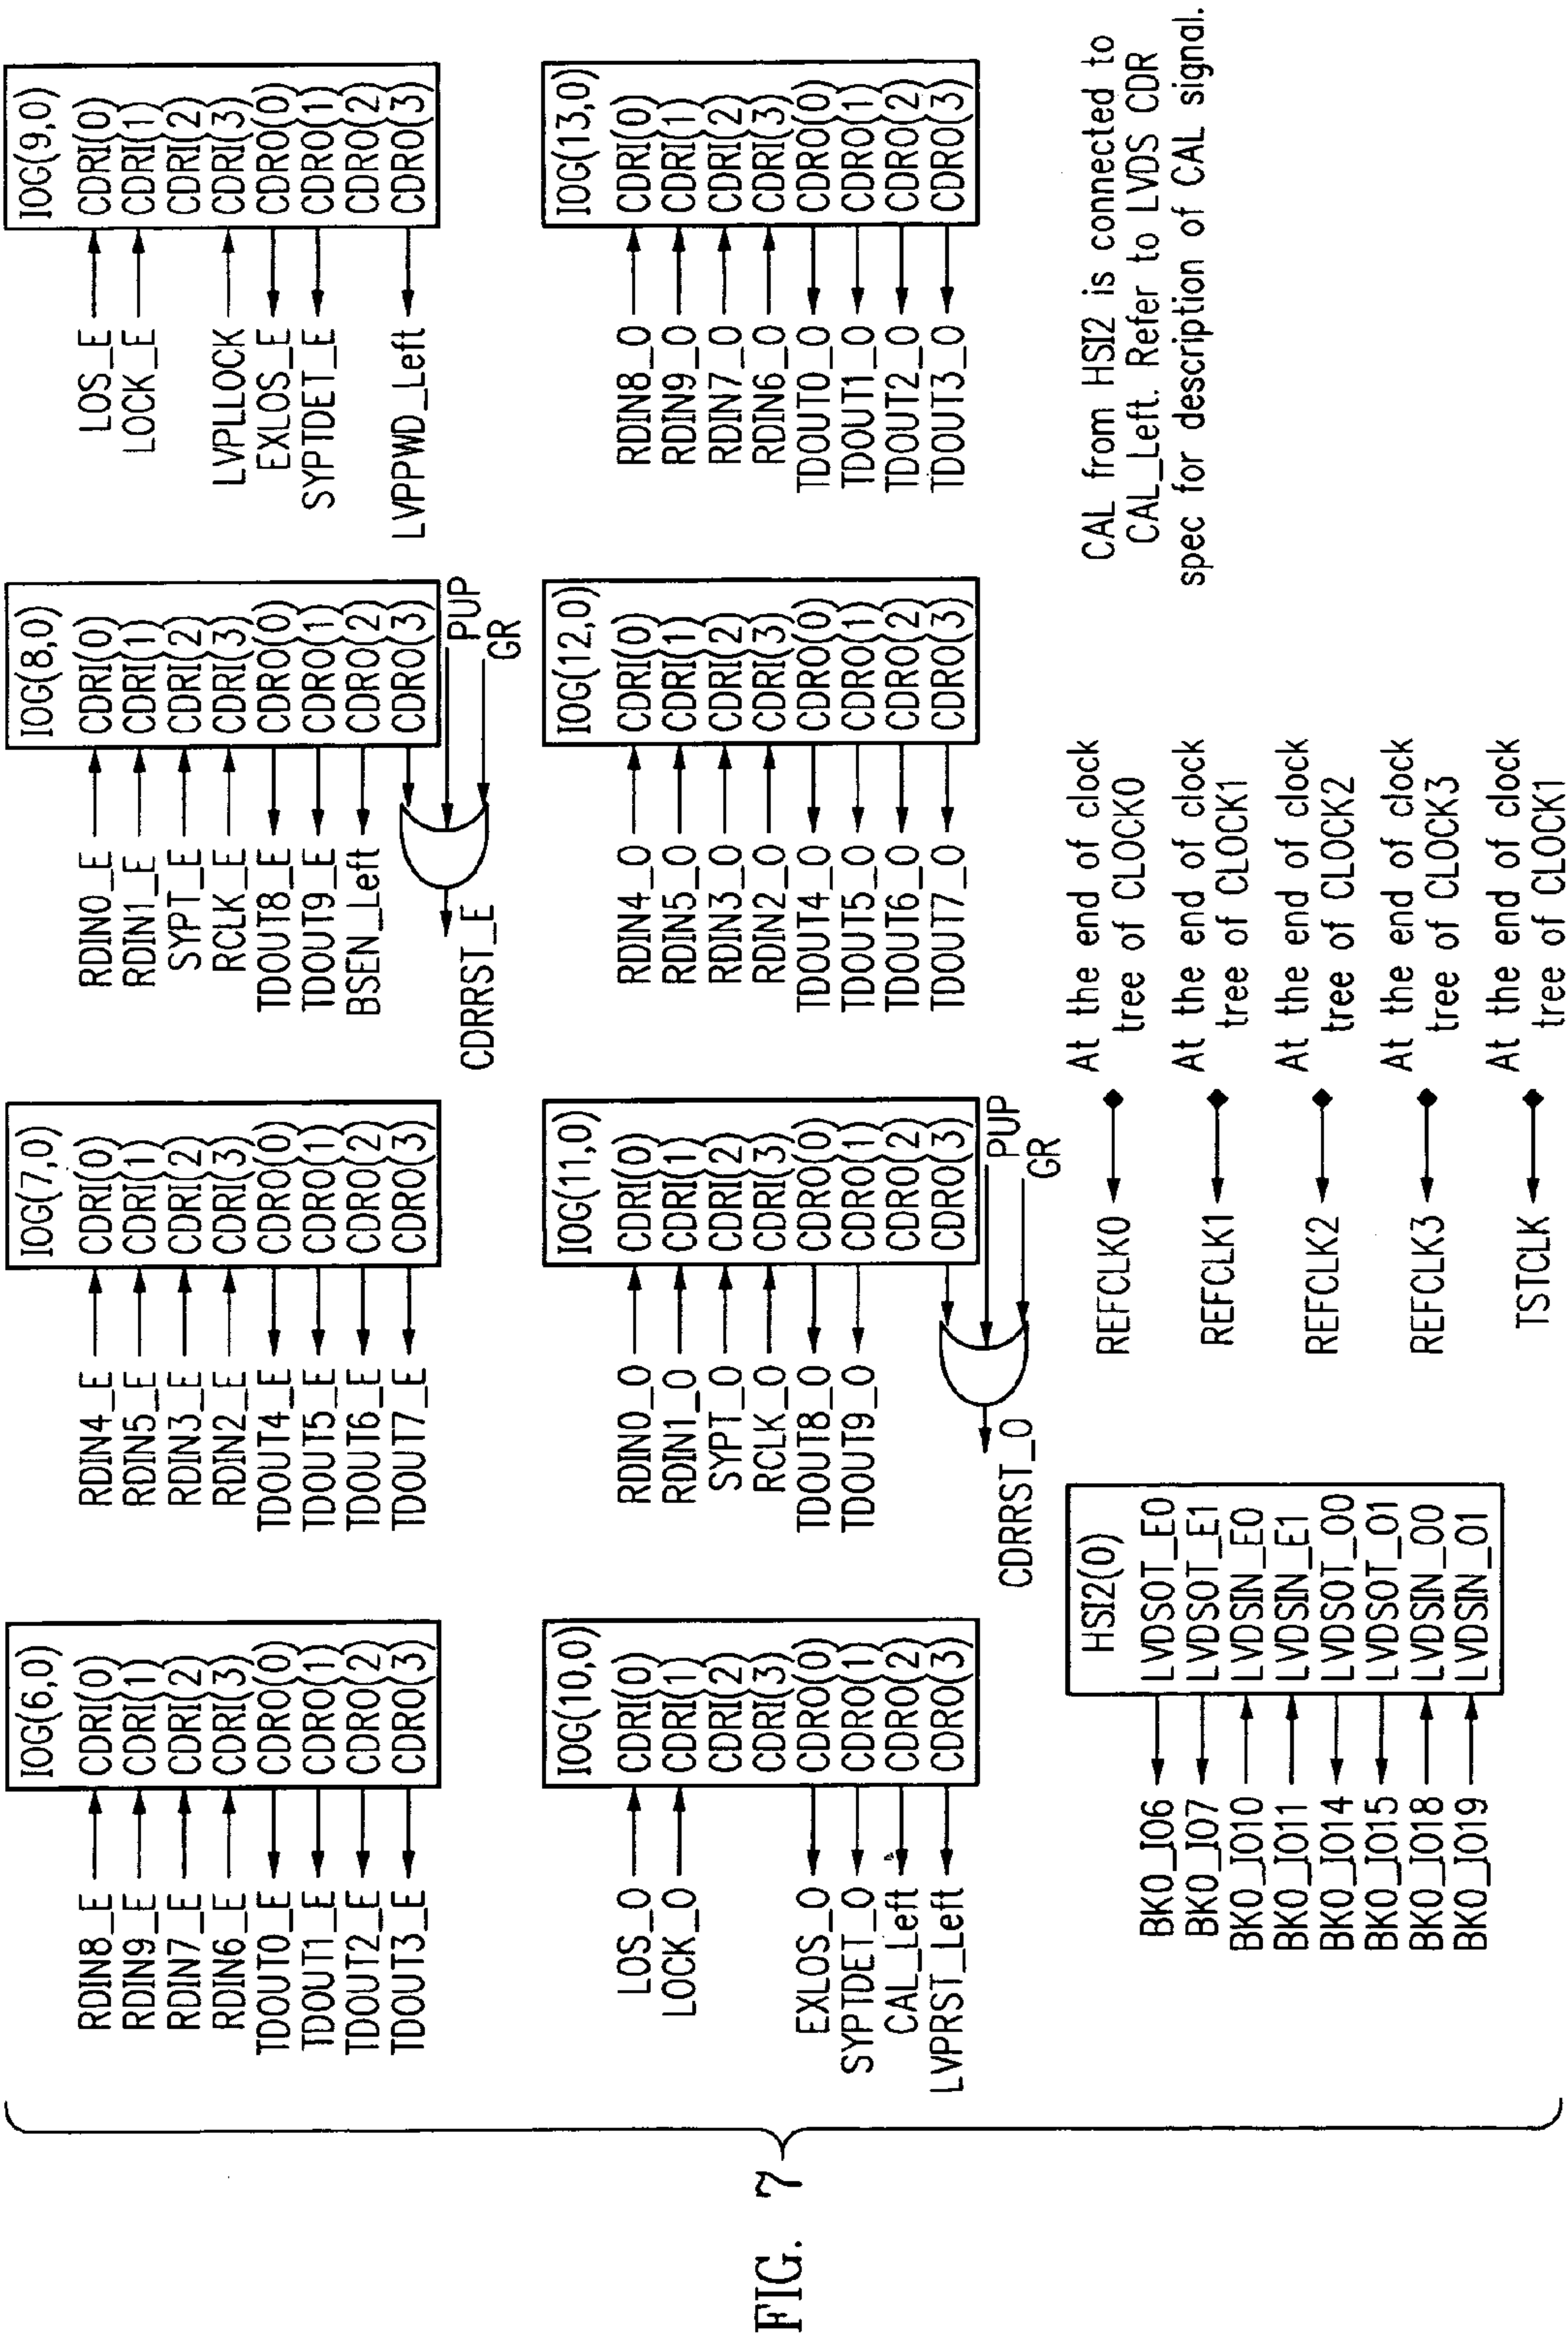 FIG. 7
IOG(6,0)
RDIN8_E CDRI(0)
RDIN9_E CDRI(1)
RDIN7_E CDRI(2)
RDIN6_E CDRI(3)
TDOUT0_E CDRO(0)
TDOUT1_E CDRO(1)
TDOUT2_E CDRO(2)
TDOUT3_E CDRO(3)
IOG(7,0)
RDIN4_E CDRI(0)
RDIN5_E CDRI(1)
RDIN3_E CDRI(2)
RDIN2_E CDRI(3)
TDOUT4_E CDRO(0)
TDOUT5_E CDRO(1)
TDOUT6_E CDRO(2)
TDOUT7_E CDRO(3)
IOG(8,0)
RDIN0_E CDRI(0)
RDIN1_E CDRI(1)
SYPT_E CDRI(2)
RCLK_E CDRI(3)
TDOUT8_E CDRO(0)
TDOUT9_E CDRO(1)
BSEN_Left CDRO(2)
CDRO(3)
PUP
GR
CDRRST_E
IOG(9,0)
LOS_E CDRI(0)
LOCK_E CDRI(1)
CDRI(2)
LVPLLOCK CDRI(3)
EXLOS_E CDRO(0)
SYPTDET_E CDRO(1)
CDRO(2)
LVPPWD_Left CDRO(3)
IOG(10,0)
LOS_O CDRI(0)
LOCK_O CDRI(1)
CDRI(2)
CDRI(3)
EXLOS_O CDRO(0)
SYPTDET_O CDRO(1)
CAL_Left CDRO(2)
LVPRST_Left CDRO(3)
IOG(11,0)
RDIN0_O CDRI(0)
RDIN1_O CDRI(1)
SYPT_O CDRI(2)
RCLK_O CDRI(3)
TDOUT8_O CDRO(0)
TDOUT9_O CDRO(1)
CDRO(2)
CDRO(3)
PUP
GR
CDRRST_O
IOG(12,0)
RDIN4_O CDRI(0)
RDIN5_O CDRI(1)
RDIN3_O CDRI(2)
RDIN2_O CDRI(3)
TDOUT4_O CDRO(0)
TDOUT5_O CDRO(1)
TDOUT6_O CDRO(2)
TDOUT7_O CDRO(3)
IOG(13,0)
RDIN8_O CDRI(0)
RDIN9_O CDRI(1)
RDIN7_O CDRI(2)
RDIN6_O CDRI(3)
TDOUT0_O CDRO(0)
TDOUT1_O CDRO(1)
TDOUT2_O CDRO(2)
TDOUT3_O CDRO(3)
HSI2(0)
BK0_IO6 LVDSOT_E0
BK0_IO7 LVDSOT_E1
BK0_IO10 LVDSIN_E0
BK0_IO11 LVDSIN_E1
BK0_IO14 LVDSOT_O0
BK0_IO15 LVDSOT_O1
BK0_IO18 LVDSIN_O0
BK0_IO19 LVDSIN_O1
REFCLK0 At the end of clock
tree of CLOCK0
REFCLK1 At the end of clock
tree of CLOCK1
REFCLK2 At the end of clock
tree of CLOCK2
REFCLK3 At the end of clock
tree of CLOCK3
TSTCLK At the end of clock
tree of CLOCK1
CAL from HSI2 is connected to
CAL_Left. Refer to LVDS CDR
spec for description of CAL signal.